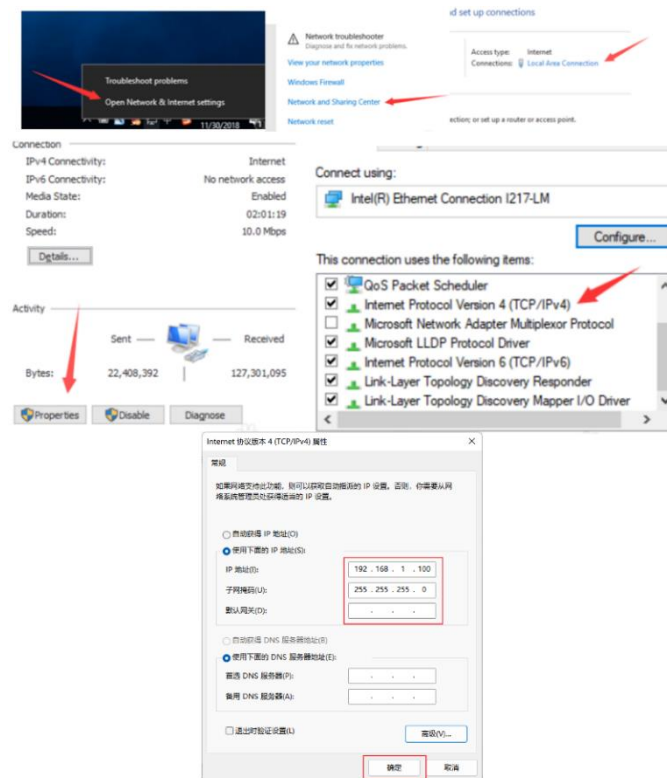 Troubleshoot problems
Open Network & Internet settings
11/30/2018
Network troubleshooter
Diagnose and fix network problems.
View your network properties
Windows Firewall
Network and Sharing Center
Network reset
d set up connections
Access type: Internet
Connections: Local Area Connection
ection; or set up a router or access point.
Connection
IPv4 Connectivity: Internet
IPv6 Connectivity: No network access
Media State: Enabled
Duration: 02:01:19
Speed: 10.0 Mbps
Details...
Activity
Sent — — Received
Bytes: 22,408,392 | 127,301,095
Properties Disable Diagnose
Connect using:
Intel(R) Ethernet Connection I217-LM
Configure...
This connection uses the following items:
QoS Packet Scheduler
Internet Protocol Version 4 (TCP/IPv4)
Microsoft Network Adapter Multiplexor Protocol
Microsoft LLDP Protocol Driver
Internet Protocol Version 6 (TCP/IPv6)
Link-Layer Topology Discovery Responder
Link-Layer Topology Discovery Mapper I/O Driver
Internet 协议版本 4 (TCP/IPv4) 属性
常规
如果网络支持此功能，则可以获取自动指派的 IP 设置。否则，你需要从网
络系统管理员处获得适当的 IP 设置。
自动获得 IP 地址(O)
使用下面的 IP 地址(S):
IP 地址(I): 192 . 168 . 1 . 100
子网掩码(U): 255 . 255 . 255 . 0
默认网关(D): . . .
自动获得 DNS 服务器地址(B)
使用下面的 DNS 服务器地址(E):
首选 DNS 服务器(P): . . .
备用 DNS 服务器(A): . . .
退出时验证设置(L)
高级(V)...
确定 取消